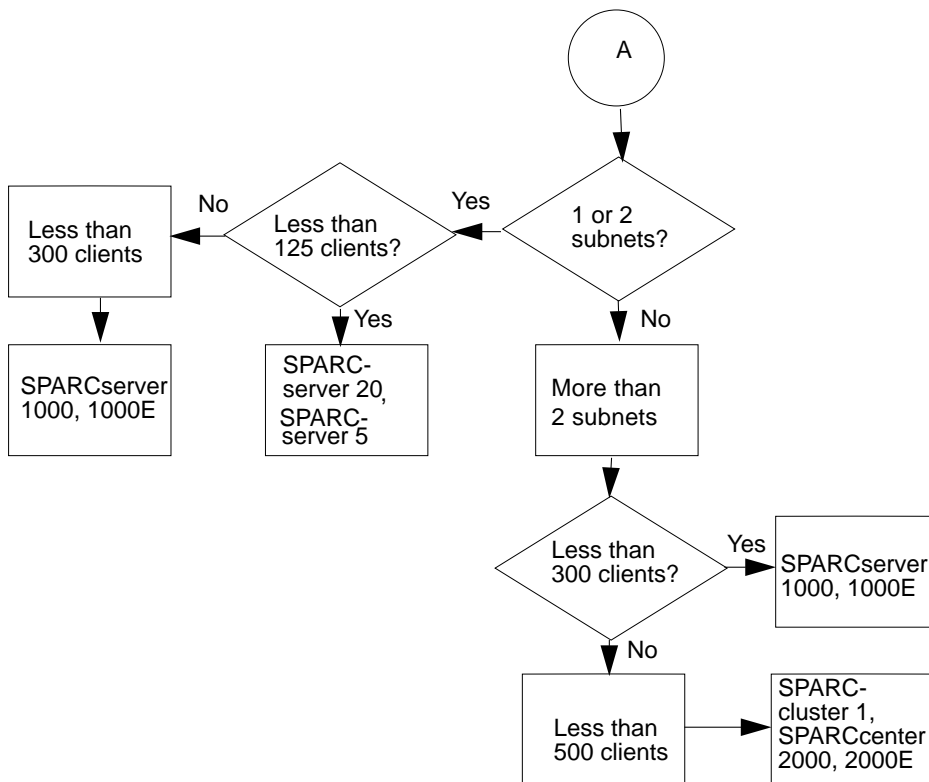 A
1 or 2
subnets?
Yes
Less than
125 clients?
No
Less than
300 clients
SPARCserver
1000, 1000E
Yes
SPARC-
server 20,
SPARC-
server 5
No
More than
2 subnets
Less than
300 clients?
Yes
SPARCserver
1000, 1000E
No
Less than
500 clients
SPARC-
cluster 1,
SPARCcenter
2000, 2000E